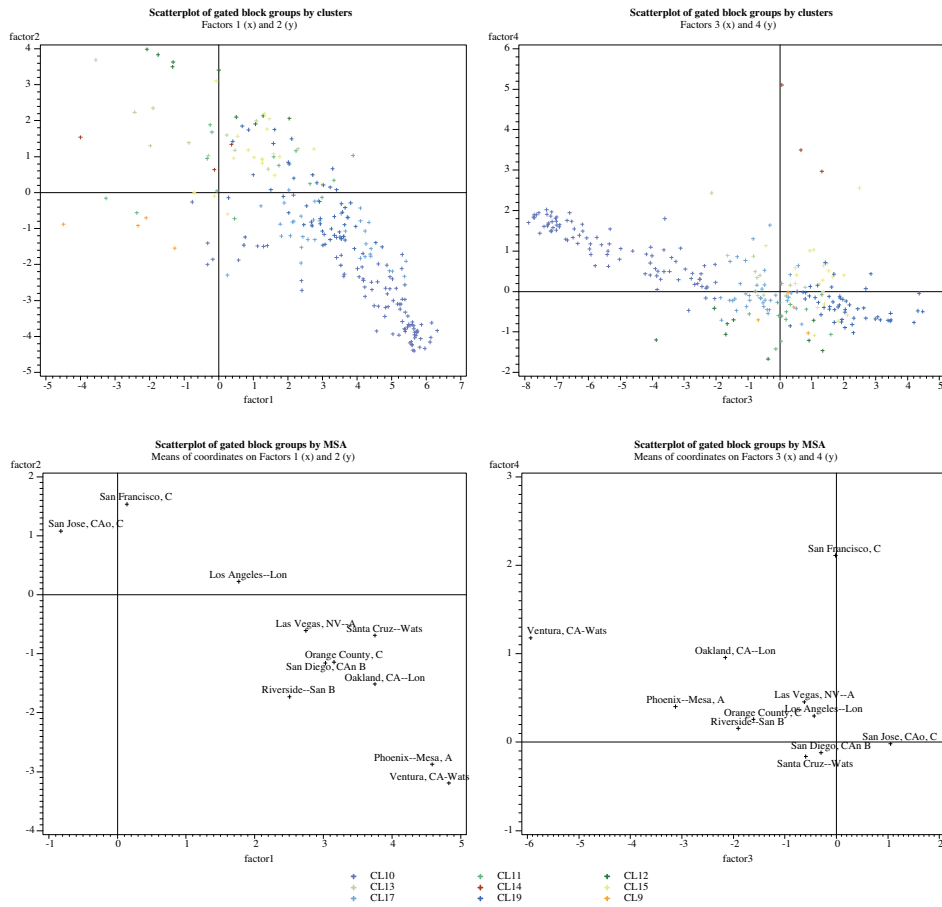 Scatterplot of gated block groups by clusters
Factors 1 (x) and 2 (y)
factor2
4
3
2
1
0
-1
-2
-3
-4
-5
-5 -4 -3 -2 -1 0 1 2 3 4 5 6 7
factor1
Scatterplot of gated block groups by clusters
Factors 3 (x) and 4 (y)
factor4
6
5
4
3
2
1
0
-1
-2
-8 -7 -6 -5 -4 -3 -2 -1 0 1 2 3 4 5
factor3
Scatterplot of gated block groups by MSA
Means of coordinates on Factors 1 (x) and 2 (y)
factor2
2
1
0
-1
-2
-3
-4
San Francisco, C
San Jose, CAo, C
Los Angeles--Lon
Las Vegas, NV--A
Santa Cruz--Wats
Orange County, C
San Diego, CAn B
Oakland, CA--Lon
Riverside--San B
Phoenix--Mesa, A
Ventura, CA-Wats
-1 0 1 2 3 4 5
factor1
Scatterplot of gated block groups by MSA
Means of coordinates on Factors 3 (x) and 4 (y)
factor4
3
2
1
0
-1
San Francisco, C
Ventura, CA-Wats
Oakland, CA--Lon
Las Vegas, NV--A
Phoenix--Mesa, A
Los Angeles--Lon
Orange County, C
Riverside--San B
San Jose, CAo, C
San Diego, CAn B
Santa Cruz--Wats
-6 -5 -4 -3 -2 -1 0 1 2
factor3
CL10 CL11 CL12
CL13 CL14 CL15
CL17 CL19 CL9